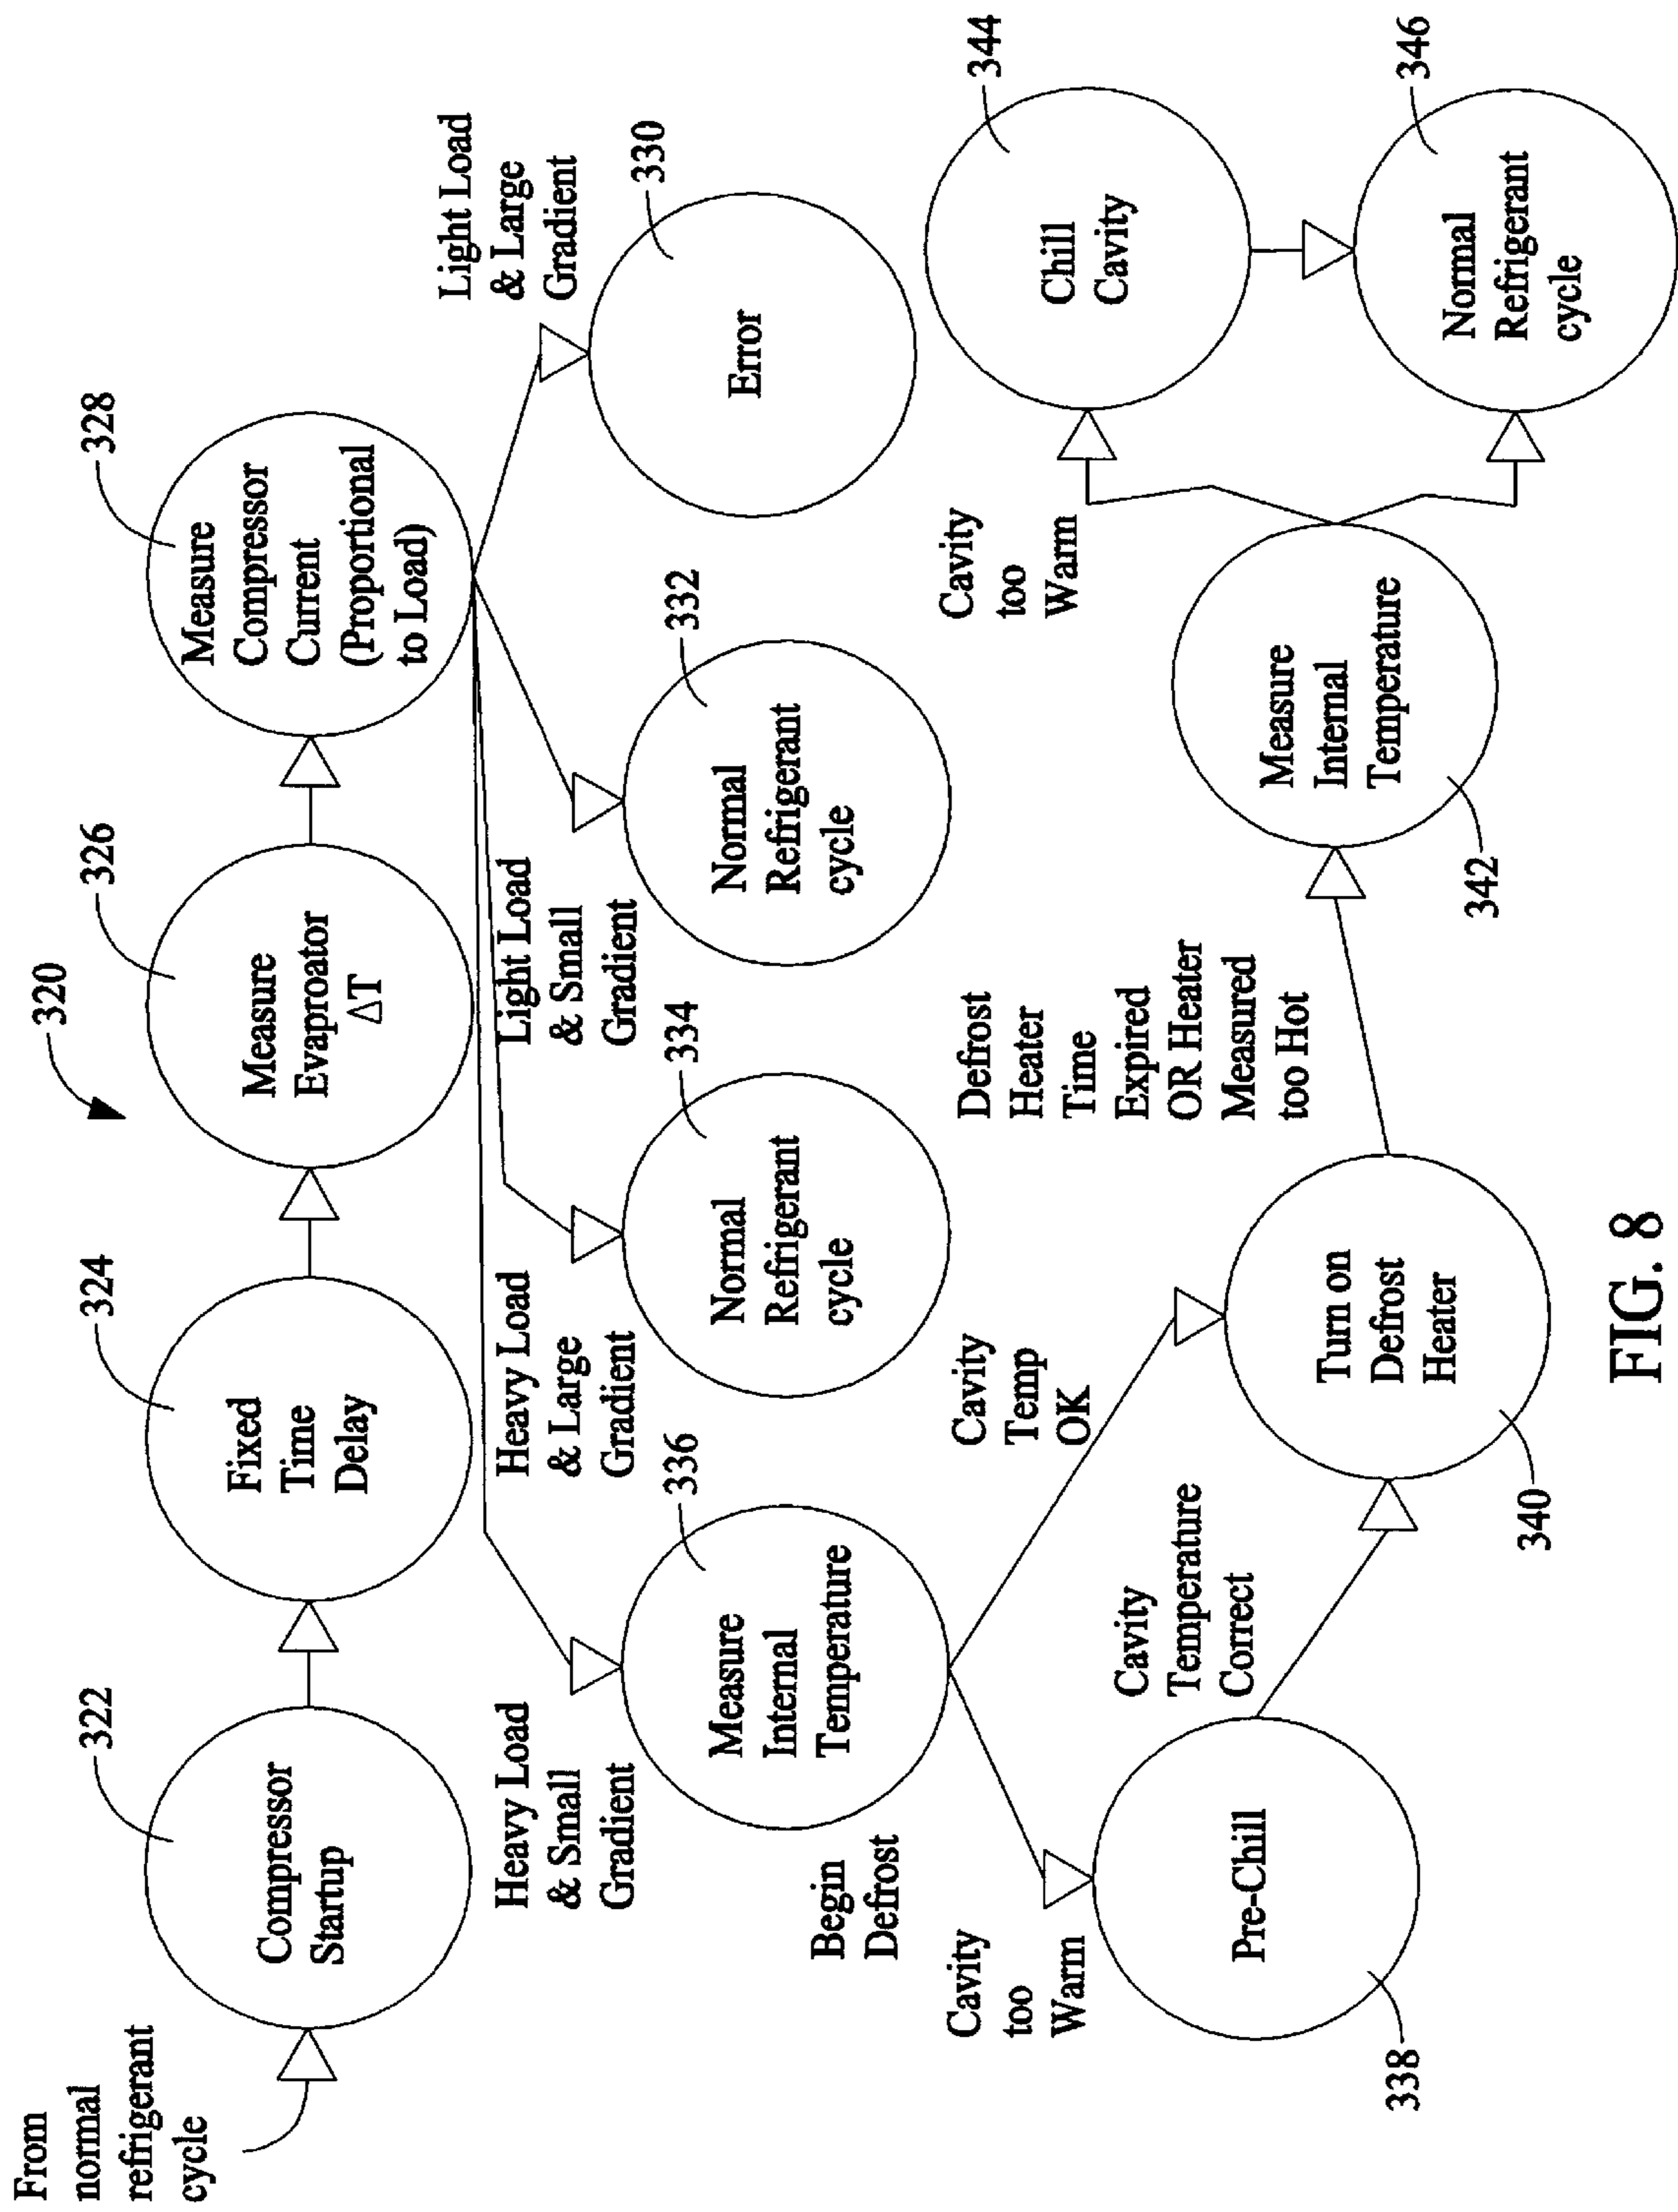 From
normal
refrigerant
cycle
320
322
Compressor
Startup
324
Fixed
Time
Delay
326
Measure
Evaproator
ΔT
328
Measure
Compressor
Current
(Proportional
to Load)
Heavy Load
& Small
Gradient
Heavy Load
& Large
Gradient
Light Load
& Small
Gradient
Light Load
& Large
Gradient
336
Measure
Internal
Temperature
334
Normal
Refrigerant
cycle
332
Normal
Refrigerant
cycle
330
Error
Begin
Defrost
Cavity
too
Warm
Cavity
Temp
OK
338
Pre-Chill
Cavity
Temperature
Correct
340
Turn on
Defrost
Heater
Defrost
Heater
Time
Expired
OR Heater
Measured
too Hot
342
Measure
Internal
Temperature
Cavity
too
Warm
344
Chill
Cavity
346
Normal
Refrigerant
cycle
FIG. 8